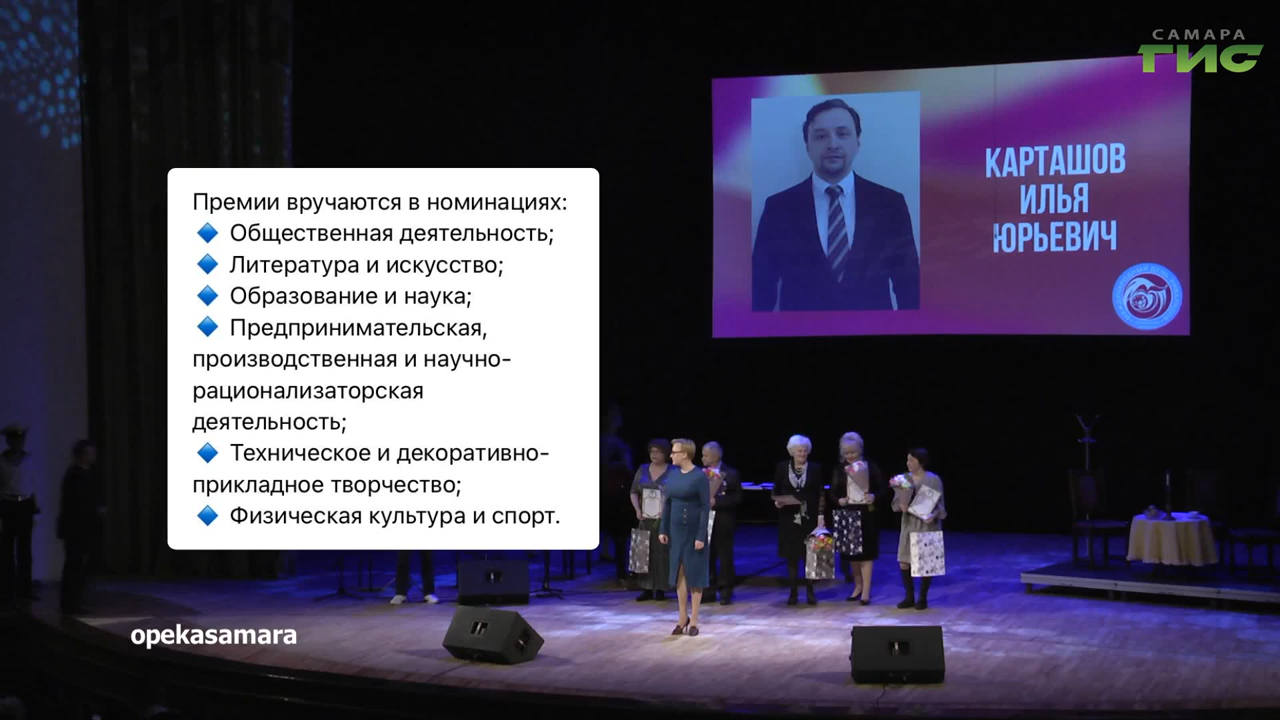 САМАРА
ГИС
КАРТАШОВ
ИЛЬЯ
ЮРЬЕВИЧ
Премии вручаются в номинациях:
🔹 Общественная деятельность;
🔹 Литература и искусство;
🔹 Образование и наука;
🔹 Предпринимательская,
производственная и научно-
рационализаторская
деятельность;
🔹 Техническое и декоративно-
прикладное творчество;
🔹 Физическая культура и спорт.
opekasamara